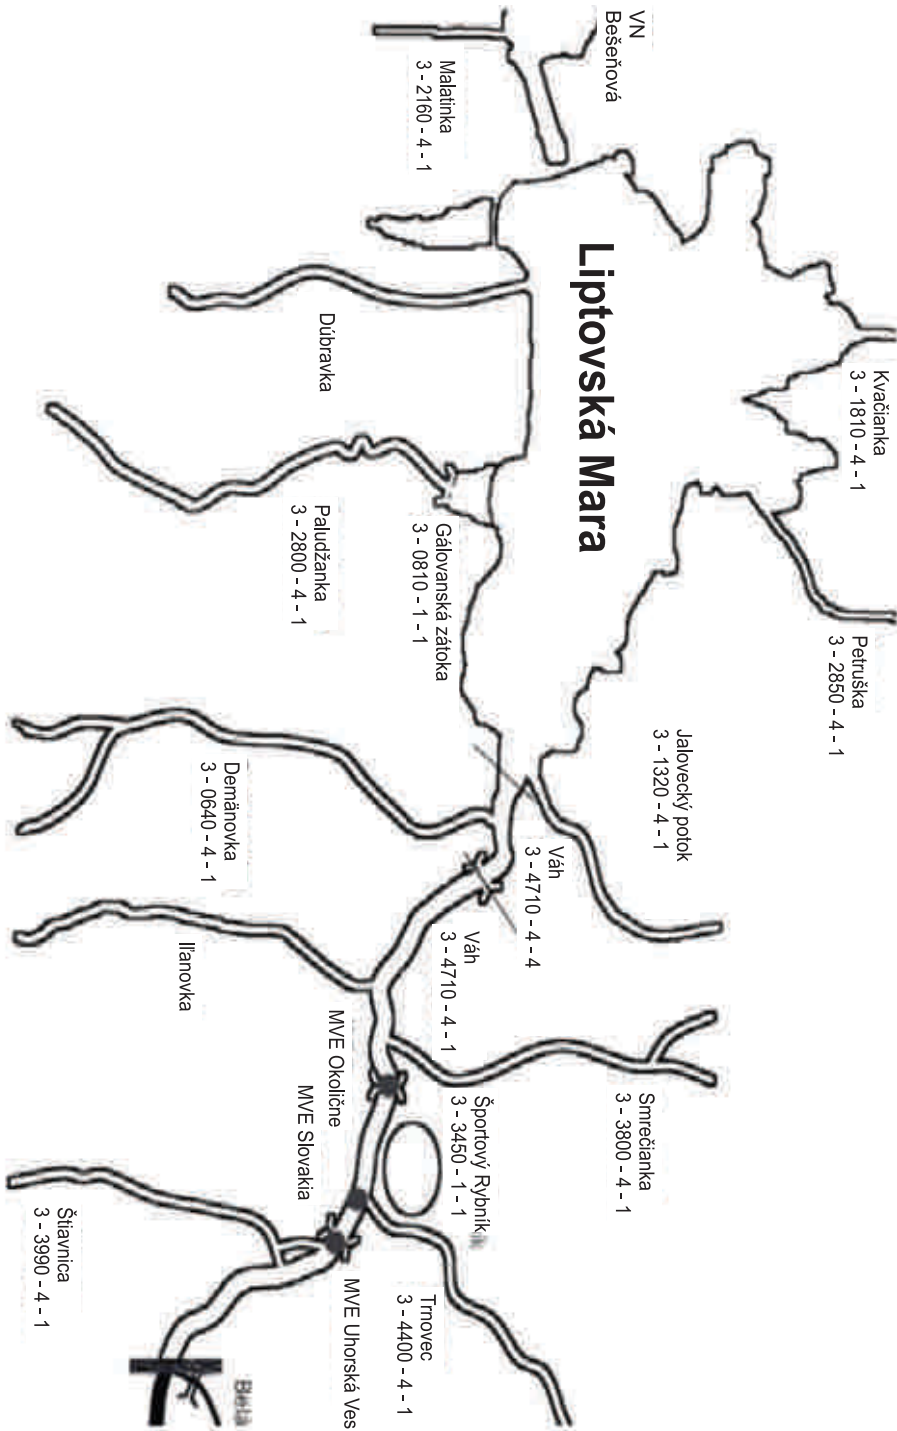 VN
Bešeňová
Malatinka
3 - 2160 - 4 - 1
Liptovská Mara
Kvačianka
3 - 1810 - 4 - 1
Dúbravka
Petruška
3 - 2850 - 4 - 1
Paludžanka
3 - 2800 - 4 - 1
Gálovanská zátoka
3 - 0810 - 1 - 1
Jalovecký potok
3 - 1320 - 4 - 1
Demänovka
3 - 0640 - 4 - 1
Váh
3 - 4710 - 4 - 4
Váh
3 - 4710 - 4 - 1
Iľanovka
MVE Okolične
MVE Slovakia
Smrečianka
3 - 3800 - 4 - 1
Športový Rybník
3 - 3450 - 1 - 1
Štiavnica
3 - 3990 - 4 - 1
MVE Uhorská Ves
Trnovec
3 - 4400 - 4 - 1